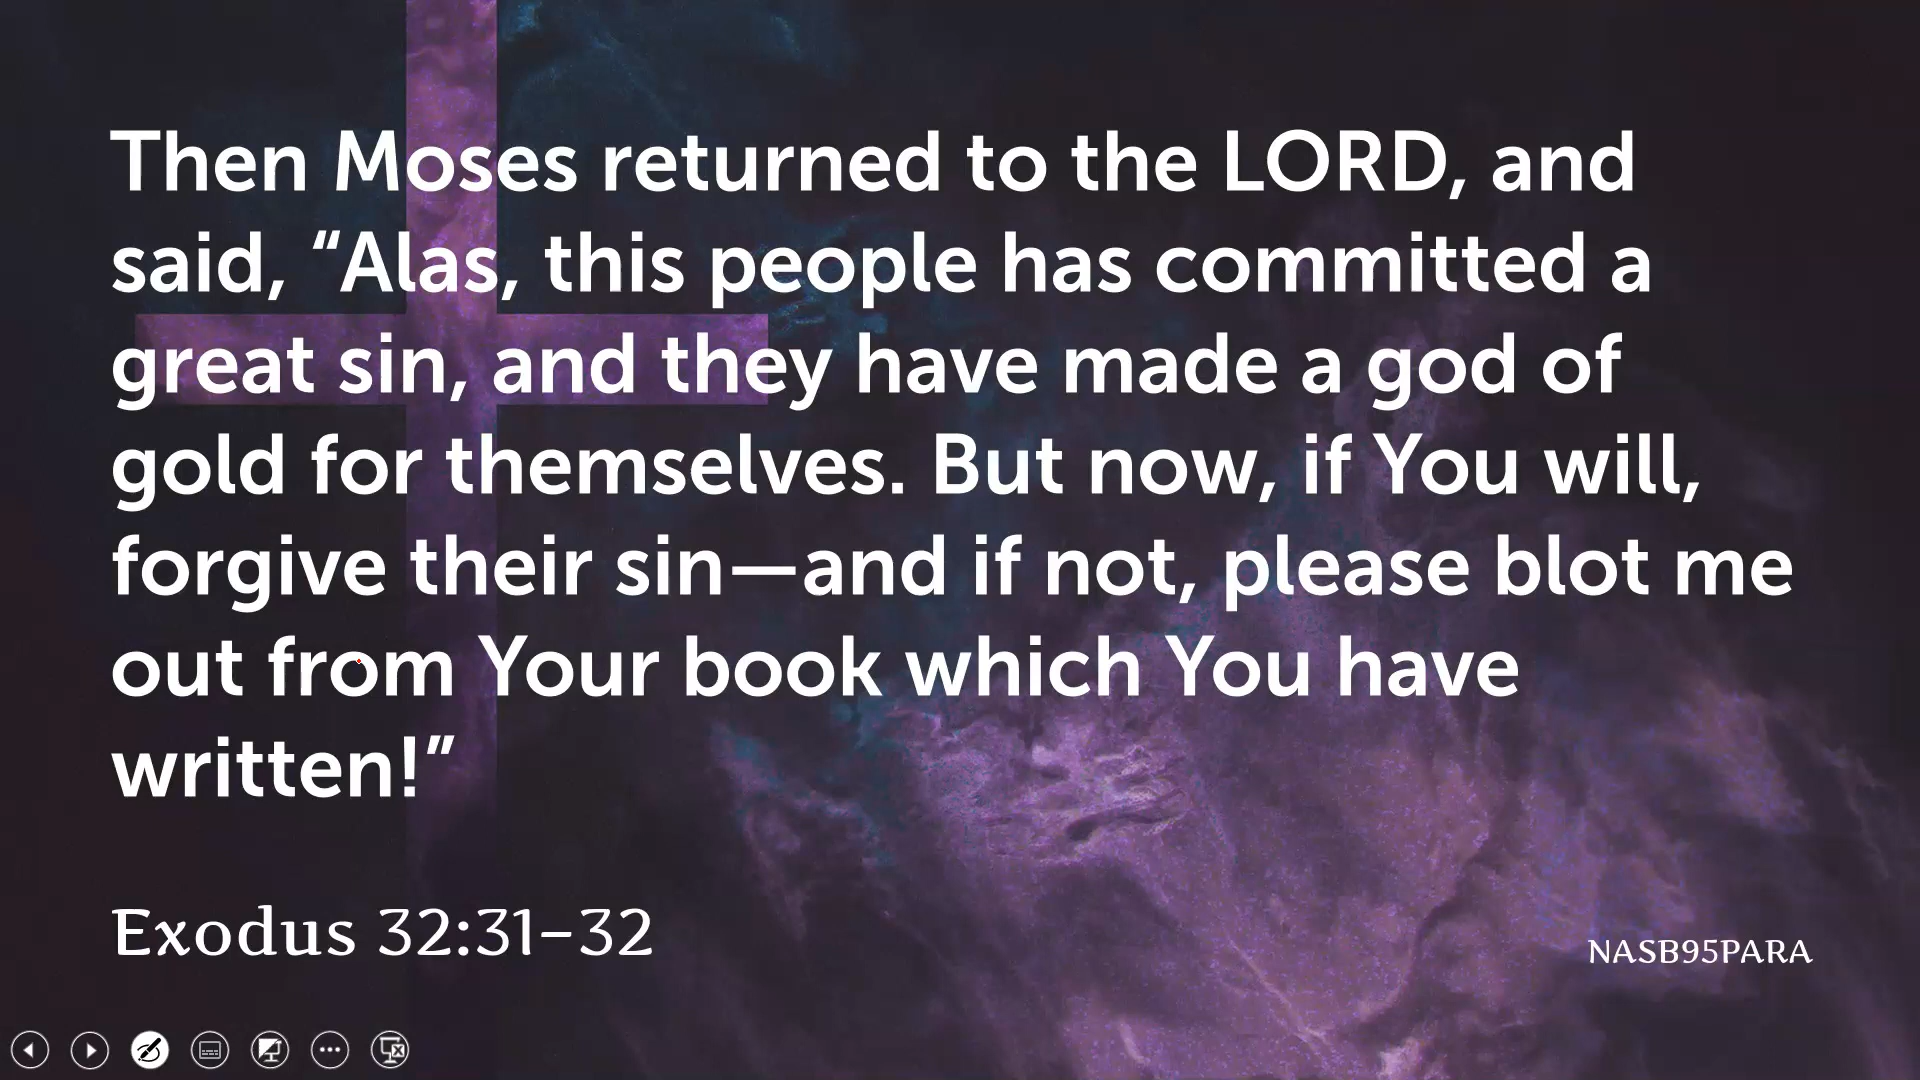 Then Moses returned to the LORD, and
said, “Alas, this people has committed a
great sin, and they have made a god of
gold for themselves. But now, if You will,
forgive their sin—and if not, please blot me
out from Your book which You have
written!”
Exodus 32:31–32
NASB95PARA